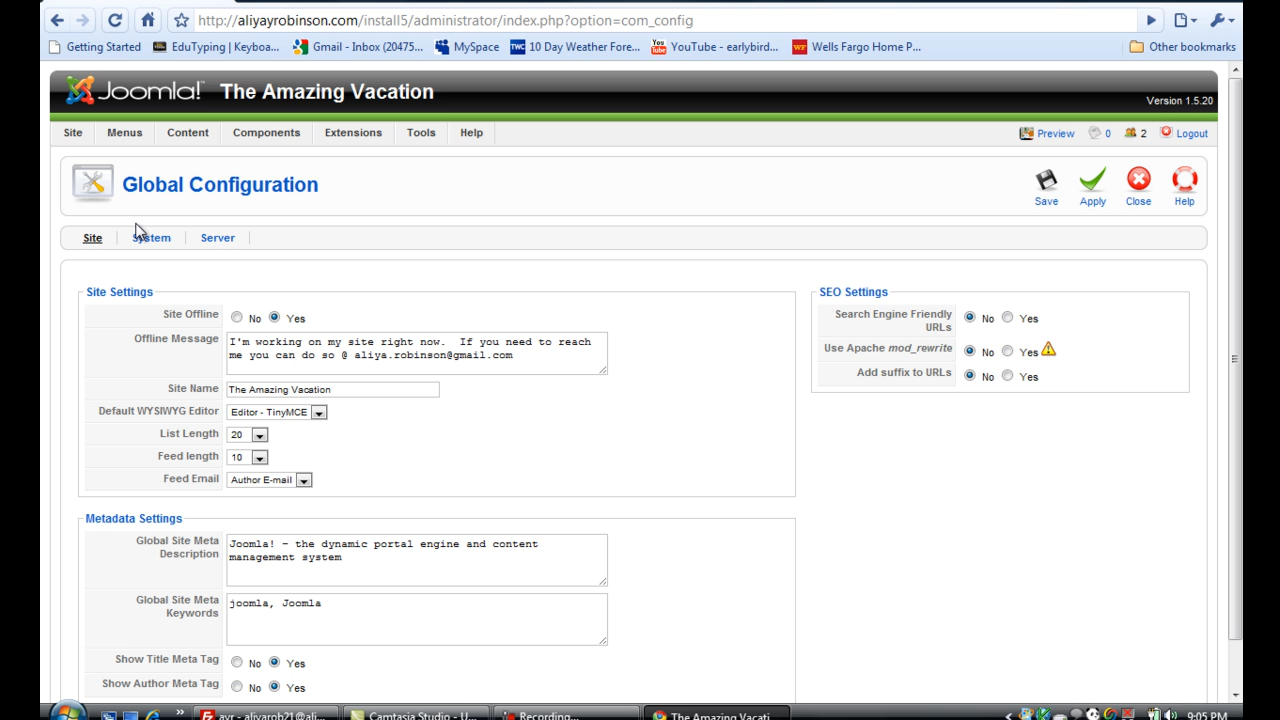 http://aliyayrobinson.com/install5/administrator/index.php?option=com_config
Getting Started EduTyping | Keyboa... Gmail - Inbox (20475... MySpace TWC 10 Day Weather Fore... You Tube YouTube - earlybird... WF Wells Fargo Home P... Other bookmarks
Joomla!™ The Amazing Vacation
Version 1.5.20
Site Menus Content Components Extensions Tools Help Preview 0 2 Logout
Global Configuration
Save Apply Close Help
Site System Server
Site Settings
Site Offline No Yes
Offline Message I'm working on my site right now. If you need to reach
me you can do so @ aliya.robinson@gmail.com
Site Name The Amazing Vacation
Default WYSIWYG Editor Editor - TinyMCE
List Length 20
Feed length 10
Feed Email Author E-mail
SEO Settings
Search Engine Friendly
URLs No Yes
Use Apache mod_rewrite No Yes
Add suffix to URLs No Yes
Metadata Settings
Global Site Meta
Description
Joomla! - the dynamic portal engine and content
management system
Global Site Meta
Keywords
joomla, Joomla
Show Title Meta Tag No Yes
Show Author Meta Tag No Yes
ayr - aliyarob21@ali... Camtasia Studio - U... Recording... The Amazing Vacati... 9:05 PM